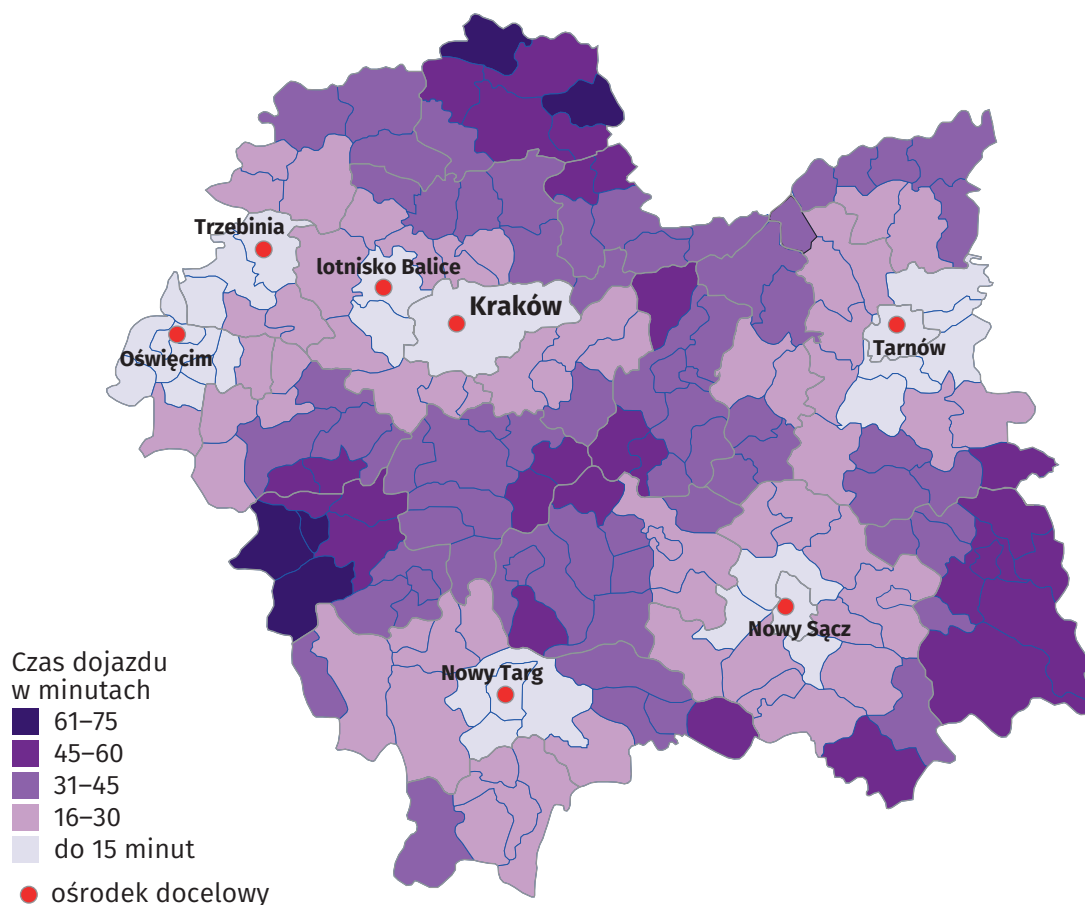 Trzebinia
lotnisko Balice
Kraków
Oświęcim
Tarnów
Nowy Sącz
Nowy Targ
Czas dojazdu
w minutach
61–75
45–60
31–45
16–30
do 15 minut
ośrodek docelowy